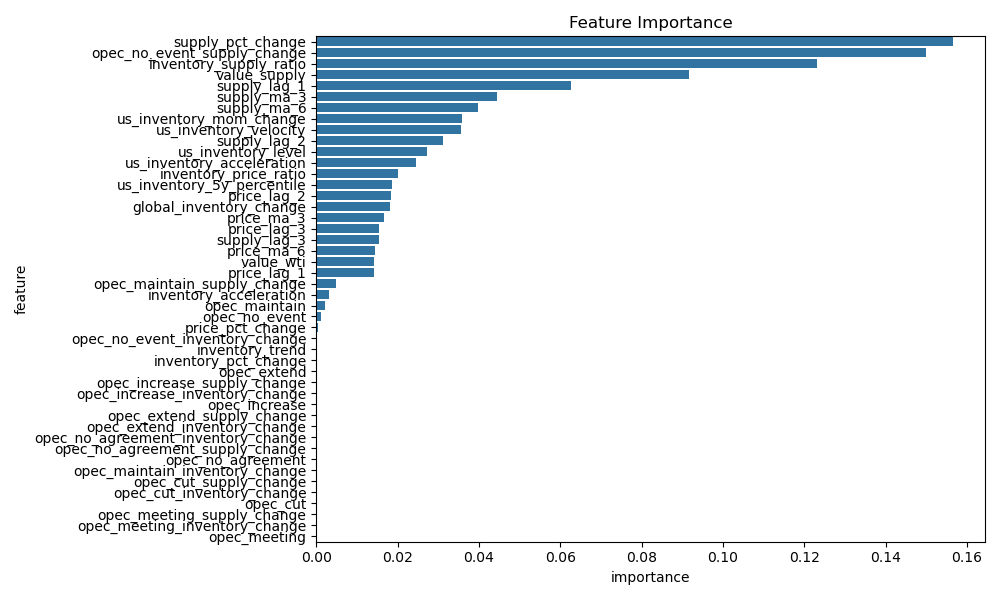 Feature Importance
supply_pct_change
opec_no_event_supply_change
inventory_supply_ratio
value_supply
supply_lag_1
supply_ma_3
supply_ma_6
us_inventory_mom_change
us_inventory_velocity
supply_lag_2
us_inventory_level
us_inventory_acceleration
inventory_price_ratio
us_inventory_5y_percentile
price_lag_2
global_inventory_change
price_ma_3
price_lag_3
supply_lag_3
price_ma_6
value_wti
price_lag_1
opec_maintain_supply_change
inventory_acceleration
opec_maintain
opec_no_event
price_pct_change
opec_no_event_inventory_change
inventory_trend
inventory_pct_change
opec_extend
opec_increase_supply_change
opec_increase_inventory_change
opec_increase
opec_extend_supply_change
opec_extend_inventory_change
opec_no_agreement_inventory_change
opec_no_agreement_supply_change
opec_no_agreement
opec_maintain_inventory_change
opec_cut_supply_change
opec_cut_inventory_change
opec_cut
opec_meeting_supply_change
opec_meeting_inventory_change
opec_meeting
feature
0.00 0.02 0.04 0.06 0.08 0.10 0.12 0.14 0.16
importance